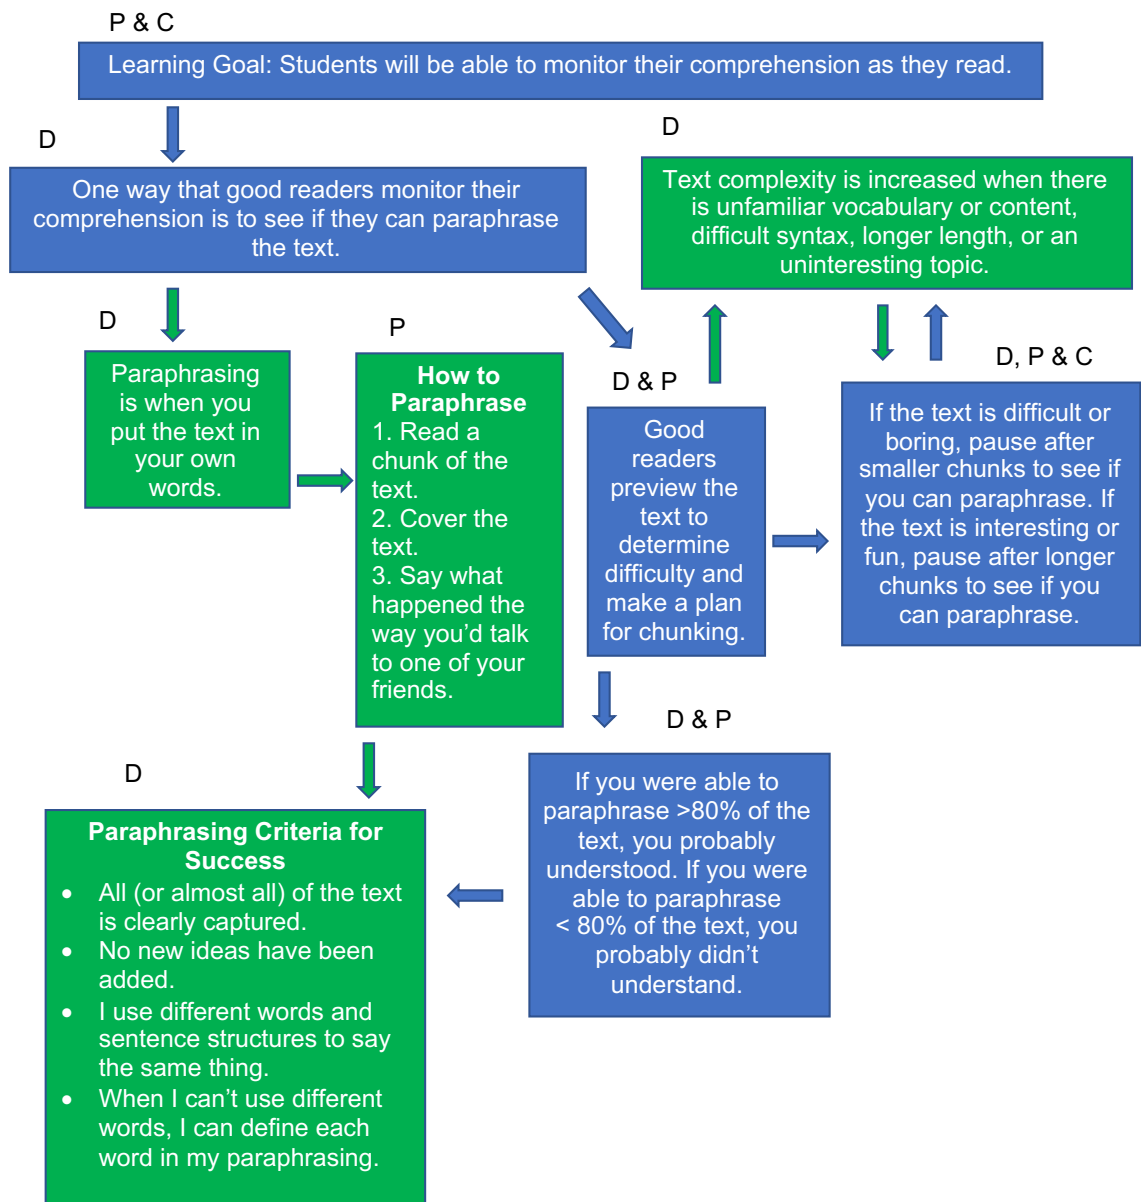 P & C
Learning Goal: Students will be able to monitor their comprehension as they read.
D
One way that good readers monitor their
comprehension is to see if they can paraphrase
the text.
D
Text complexity is increased when there
is unfamiliar vocabulary or content,
difficult syntax, longer length, or an
uninteresting topic.
D
Paraphrasing
is when you
put the text in
your own
words.
P
How to
Paraphrase
1. Read a
chunk of the
text.
2. Cover the
text.
3. Say what
happened the
way you’d talk
to one of your
friends.
D & P
Good
readers
preview the
text to
determine
difficulty and
make a plan
for chunking.
D, P & C
If the text is difficult or
boring, pause after
smaller chunks to see if
you can paraphrase. If
the text is interesting or
fun, pause after longer
chunks to see if you
can paraphrase.
D
Paraphrasing Criteria for
Success
• All (or almost all) of the text
is clearly captured.
• No new ideas have been
added.
• I use different words and
sentence structures to say
the same thing.
• When I can’t use different
words, I can define each
word in my paraphrasing.
D & P
If you were able to
paraphrase >80% of the
text, you probably
understood. If you were
able to paraphrase
< 80% of the text, you
probably didn’t
understand.